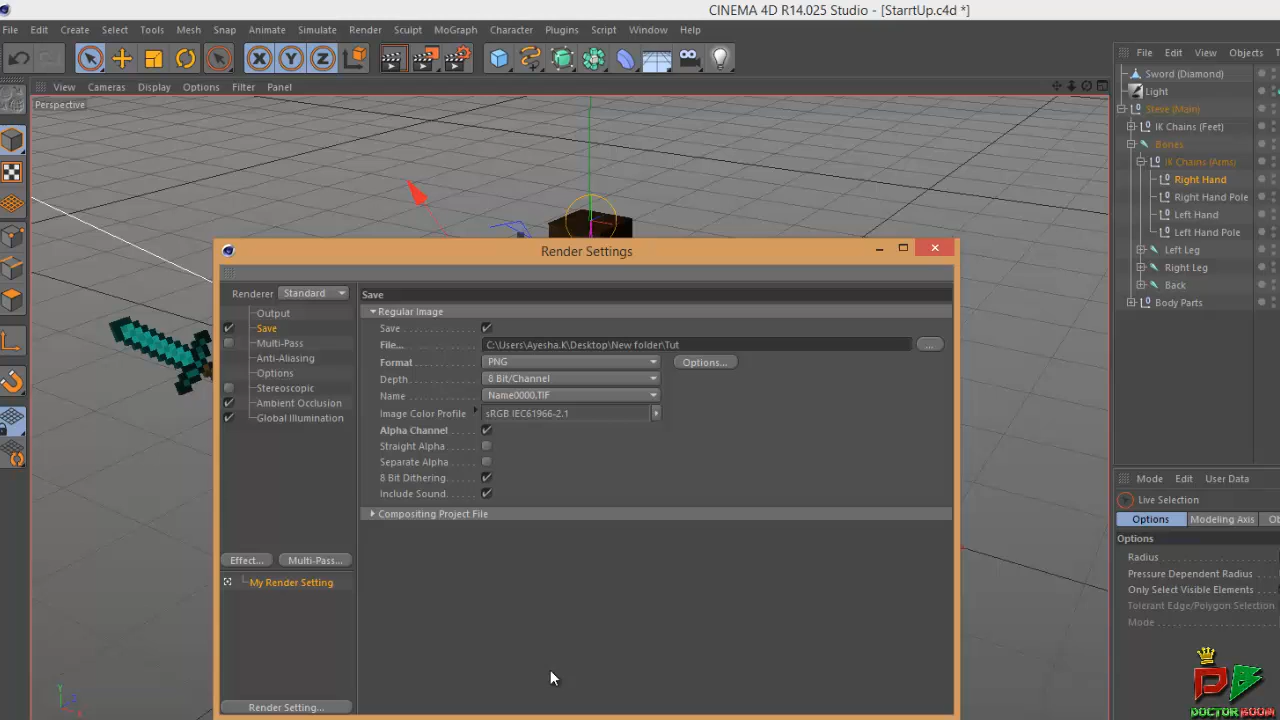 CINEMA 4D R14.025 Studio - [StarrtUp.c4d *]
File Edit Create Select Tools Mesh Snap Animate Simulate Render Sculpt MoGraph Character Plugins Script Window Help
File Edit View Objects T
View Cameras Display Options Filter Panel
Perspective
Sword (Diamond)
Light
Steve (Main)
IK Chains (Feet)
Bones
IK Chains (Arms)
Right Hand
Right Hand Pole
Left Hand
Left Hand Pole
Left Leg
Right Leg
Back
Body Parts
Render Settings
Renderer Standard
Output
Save
Multi-Pass
Anti-Aliasing
Options
Stereoscopic
Ambient Occlusion
Global Illumination
Effect... Multi-Pass...
My Render Setting
Render Setting...
Save
Regular Image
Save
File... C:\Users\Ayesha.K\Desktop\New folder\Tut ...
Format PNG Options...
Depth 8 Bit/Channel
Name Name0000.TIF
Image Color Profile sRGB IEC61966-2.1
Alpha Channel
Straight Alpha
Separate Alpha
8 Bit Dithering
Include Sound
Compositing Project File
Mode Edit User Data
Live Selection
Options Modeling Axis Ob
Options
Radius
Pressure Dependent Radius
Only Select Visible Elements
Tolerant Edge/Polygon Selection
Mode
Y
DOCTOR BOOM